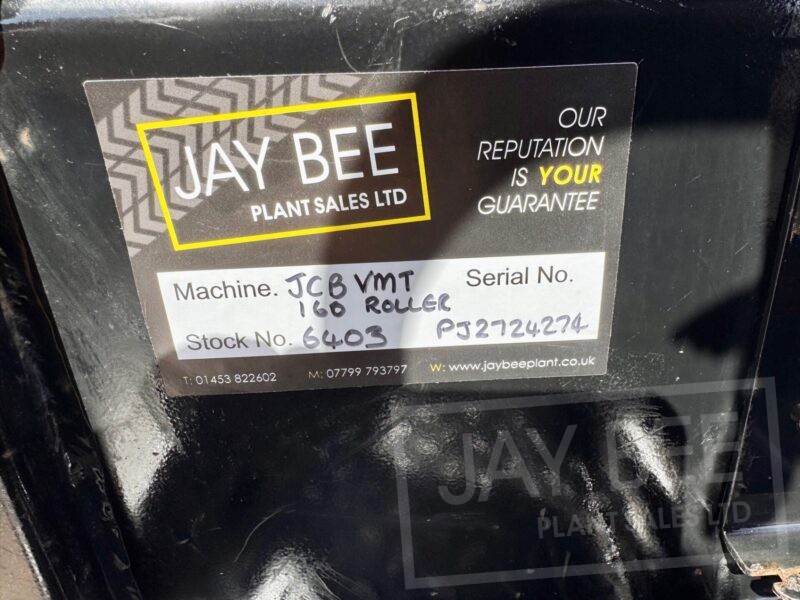 JAY BEE
PLANT SALES LTD
OUR
REPUTATION
IS YOUR
GUARANTEE
Machine. JCB VMT
160 ROLLER
Serial No.
Stock No. 6403
PJ2724274
T: 01453 822602
M: 07799 793797
W: www.jaybeeplant.co.uk
JAY BEE
PLANT SALES LTD